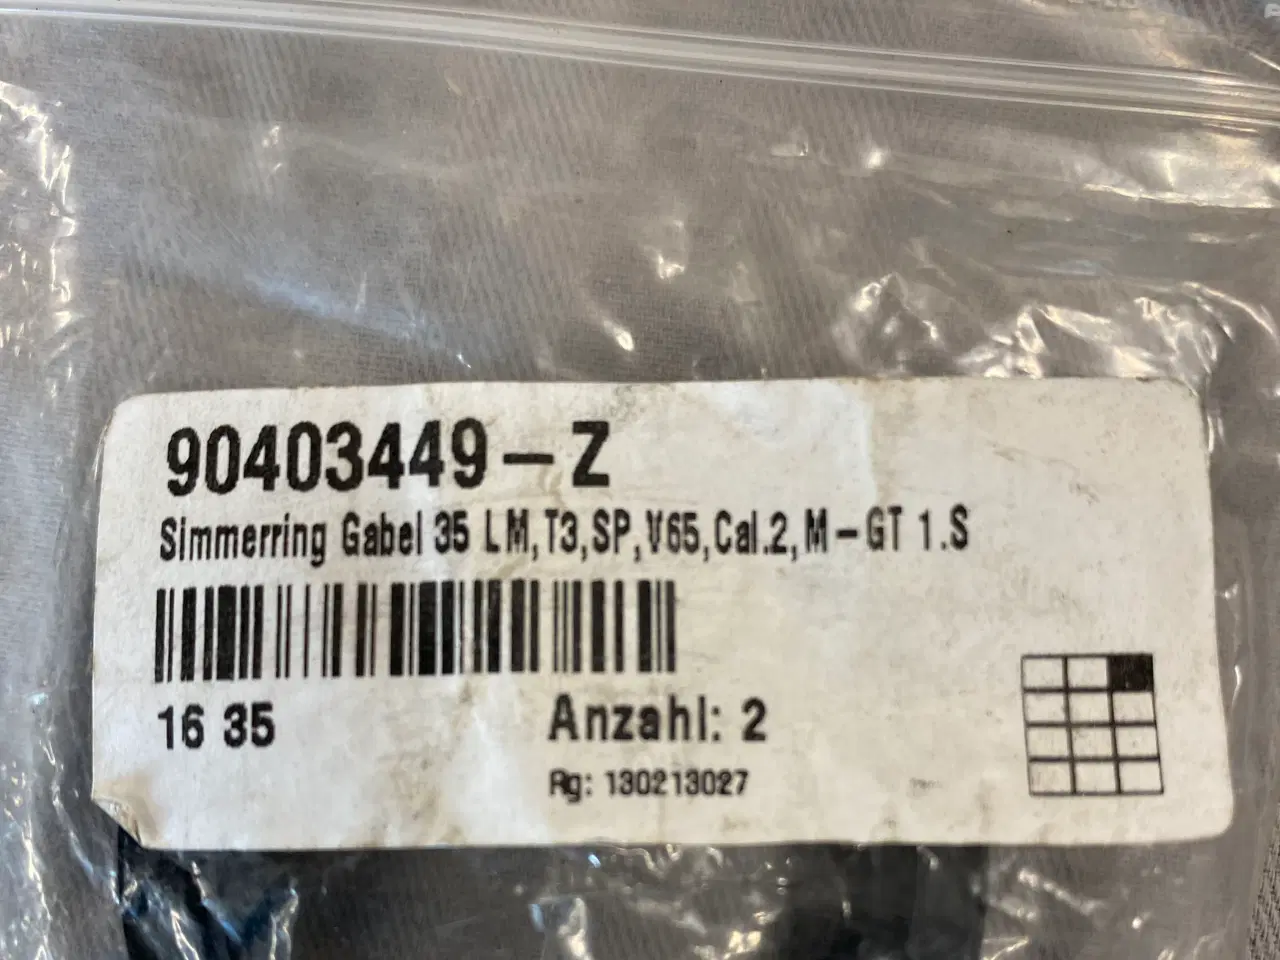 90403449-Z
Simmerring Gabel 35 LM,T3,SP,V65,Cal.2,M-GT 1.S
16 35
Anzahl: 2
Rg: 130213027